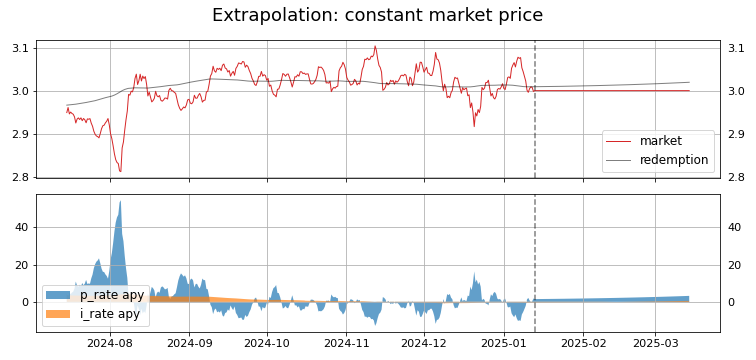 Extrapolation: constant market price
3.1 3.1
3.0 3.0
2.9 2.9
2.8 2.8
market
redemption
40 40
20 20
0 0
p_rate apy
i_rate apy
2024-08 2024-09 2024-10 2024-11 2024-12 2025-01 2025-02 2025-03